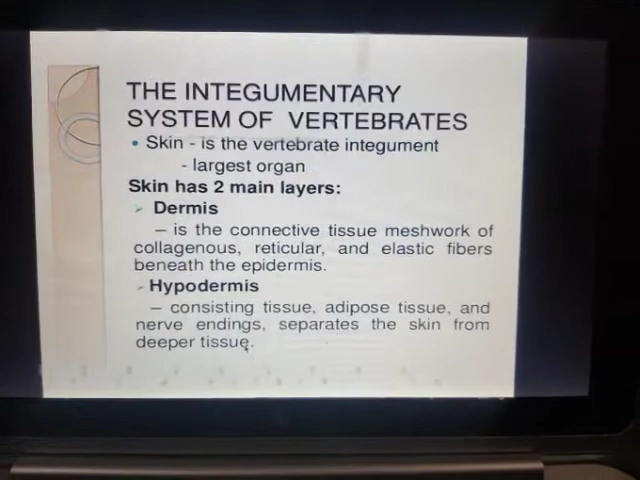 THE INTEGUMENTARY
SYSTEM OF VERTEBRATES
• Skin - is the vertebrate integument
- largest organ
Skin has 2 main layers:
➢ Dermis
– is the connective tissue meshwork of
collagenous, reticular, and elastic fibers
beneath the epidermis.
➢ Hypodermis
– consisting tissue, adipose tissue, and
nerve endings, separates the skin from
deeper tissue.